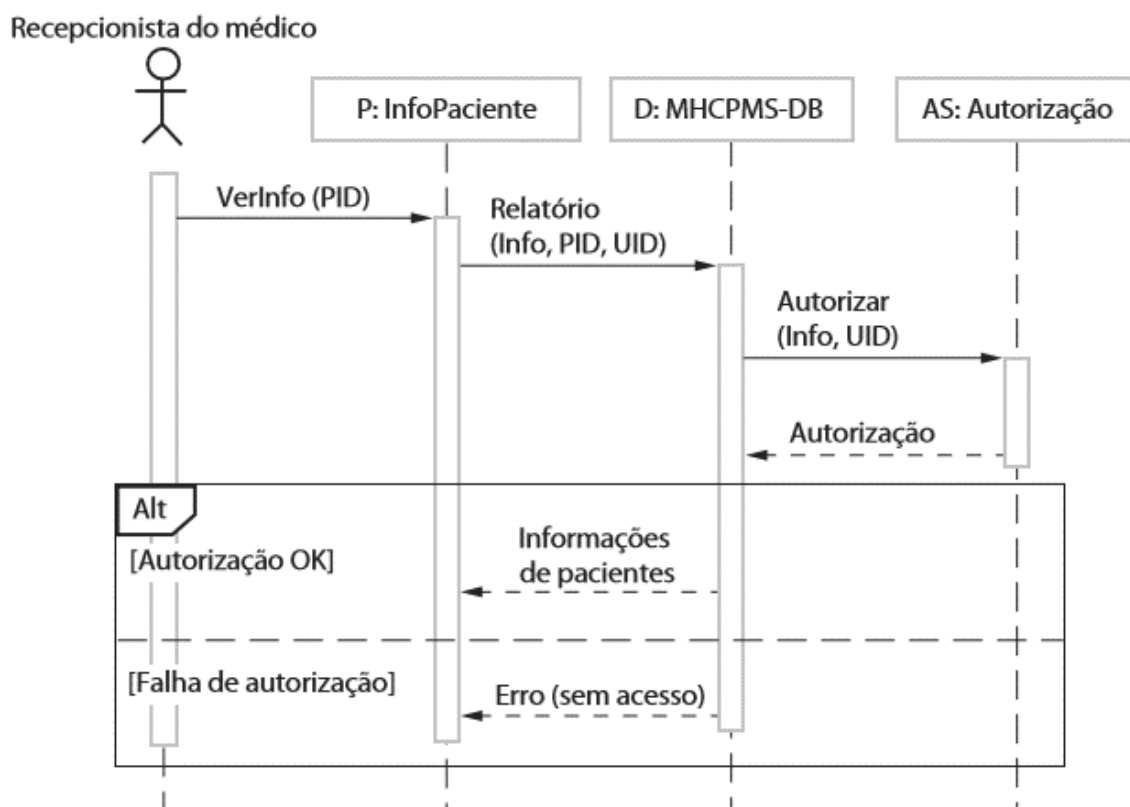 Recepcionista do médico
P: InfoPaciente
D: MHCPMS-DB
AS: Autorização
VerInfo (PID)
Relatório
(Info, PID, UID)
Autorizar
(Info, UID)
Autorização
Alt
[Autorização OK]
Informações
de pacientes
[Falha de autorização]
Erro (sem acesso)